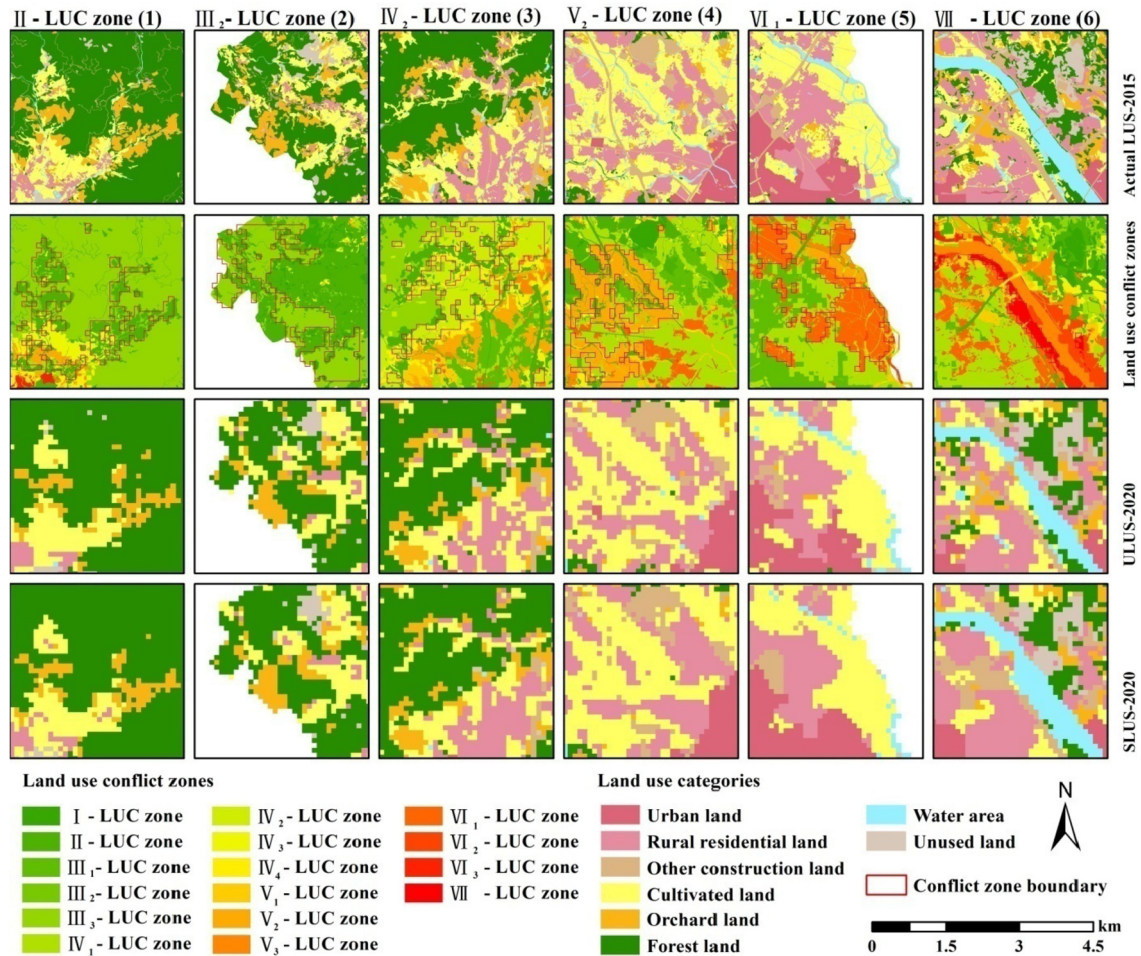 II - LUC zone (1)
III₂ - LUC zone (2)
IV₂ - LUC zone (3)
V₂ - LUC zone (4)
VI₁ - LUC zone (5)
VII - LUC zone (6)
Actual LUS-2015
Land use conflict zones
ULUS-2020
SLUS-2020
Land use conflict zones
I - LUC zone
II - LUC zone
III₁ - LUC zone
III₂ - LUC zone
III₃ - LUC zone
IV₁ - LUC zone
IV₂ - LUC zone
IV₃ - LUC zone
IV₄ - LUC zone
V₁ - LUC zone
V₂ - LUC zone
V₃ - LUC zone
VI₁ - LUC zone
VI₂ - LUC zone
VI₃ - LUC zone
VII - LUC zone
Land use categories
Urban land
Rural residential land
Other construction land
Cultivated land
Orchard land
Forest land
Water area
Unused land
Conflict zone boundary
N
km
0 1.5 3 4.5